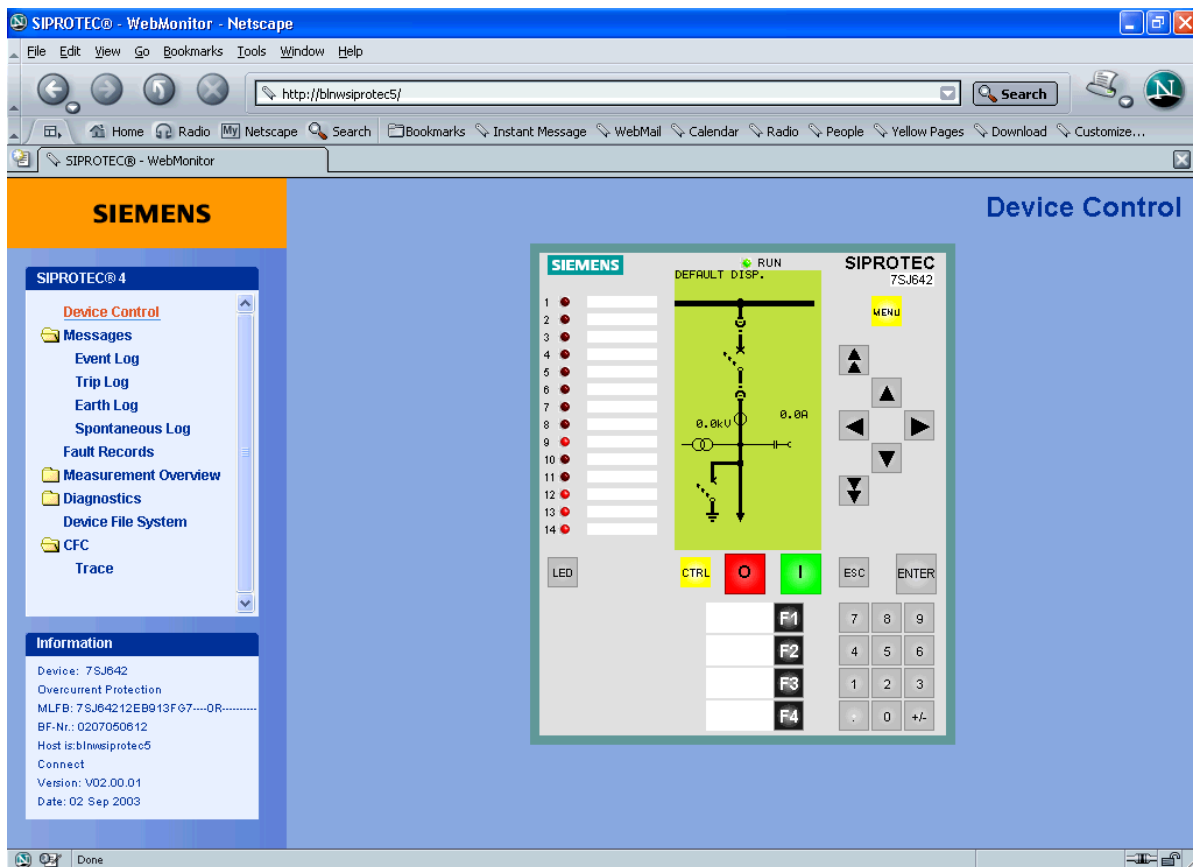 SIPROTEC® - WebMonitor - Netscape
File Edit View Go Bookmarks Tools Window Help
http://blnwsiprotec5/
Search
N
Home Radio My Netscape Search Bookmarks Instant Message WebMail Calendar Radio People Yellow Pages Download Customize...
SIPROTEC® - WebMonitor
SIEMENS
Device Control
SIPROTEC® 4
Device Control
Messages
Event Log
Trip Log
Earth Log
Spontaneous Log
Fault Records
Measurement Overview
Diagnostics
Device File System
CFC
Trace
Information
Device: 7SJ642
Overcurrent Protection
MLFB: 7SJ64212EB913FG7----0R----------
BF-Nr.: 0207050612
Host is:blnwsiprotec5
Connect
Version: V02.00.01
Date: 02 Sep 2003
SIEMENS
RUN
SIPROTEC
7SJ642
DEFAULT DISP.
MENU
1
2
3
4
5
6
7
8
9
10
11
12
13
14
0.0kV
0.0A
LED
CTRL
O
I
ESC
ENTER
F1
7 8 9
F2
4 5 6
F3
1 2 3
F4
. 0 +/-
Done